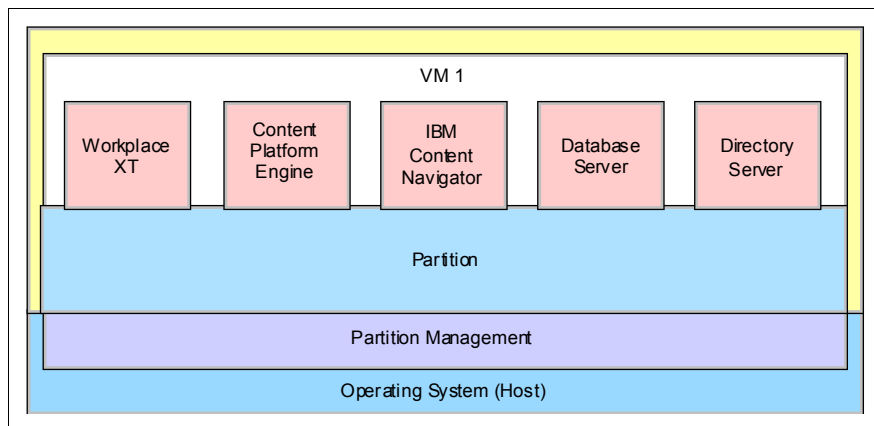 VM 1
Workplace
XT
Content
Platform
Engine
IBM
Content
Navigator
Database
Server
Directory
Server
Partition
Partition Management
Operating System (Host)